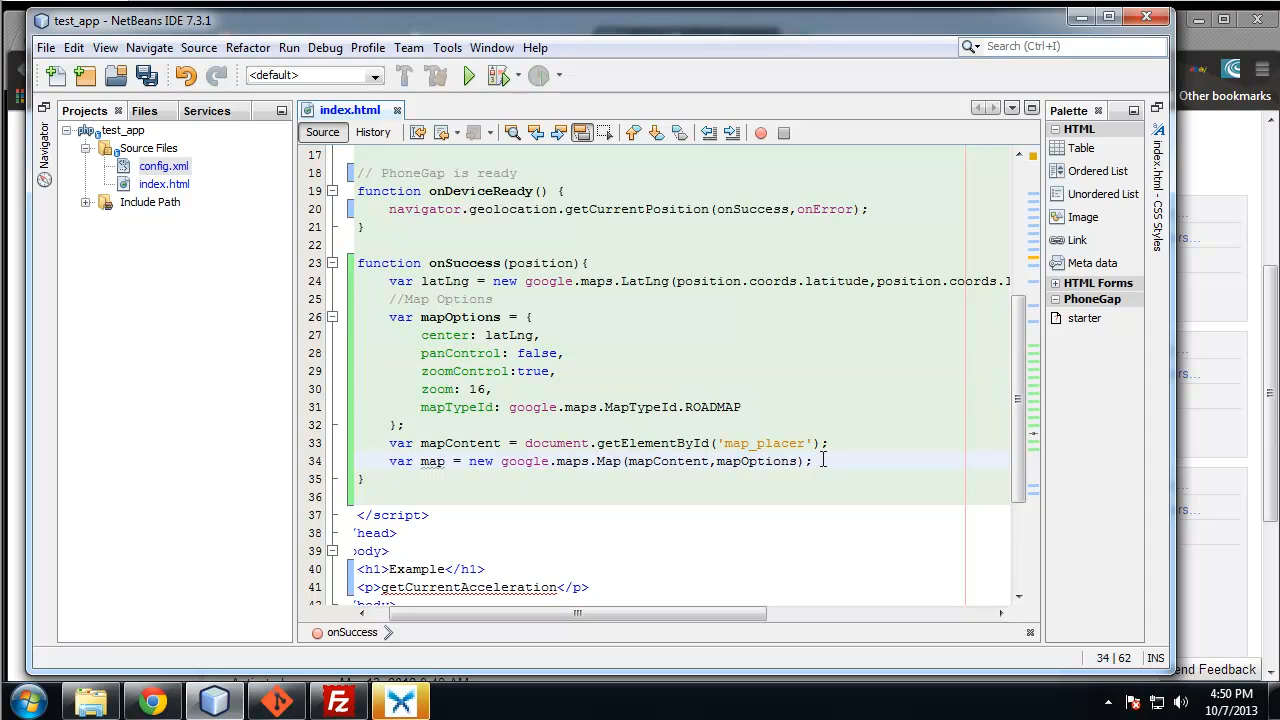 test_app - NetBeans IDE 7.3.1
File Edit View Navigate Source Refactor Run Debug Profile Team Tools Window Help
Search (Ctrl+I)
<default>
ebay
Other bookmarks
Projects Files Services
index.html
Palette
Source History
Navigator
test_app
Source Files
config.xml
index.html
Include Path
17
18 // PhoneGap is ready
19 function onDeviceReady() {
20 navigator.geolocation.getCurrentPosition(onSuccess,onError);
21 }
22
23 function onSuccess(position){
24 var latLng = new google.maps.LatLng(position.coords.latitude,position.coords.l
25 //Map Options
26 var mapOptions = {
27 center: latLng,
28 panControl: false,
29 zoomControl:true,
30 zoom: 16,
31 mapTypeId: google.maps.MapTypeId.ROADMAP
32 };
33 var mapContent = document.getElementById('map_placer');
34 var map = new google.maps.Map(mapContent,mapOptions);
35 }
36
37 </script>
38 /head>
39 body>
40 <h1>Example</h1>
41 <p>getCurrentAcceleration</p>
/body>
HTML
Table
Ordered List
Unordered List
Image
Link
Meta data
HTML Forms
PhoneGap
starter
index.html - CSS Styles
rs...
rs...
rs...
onSuccess
34 | 62 INS
end Feedback
4:50 PM
10/7/2013